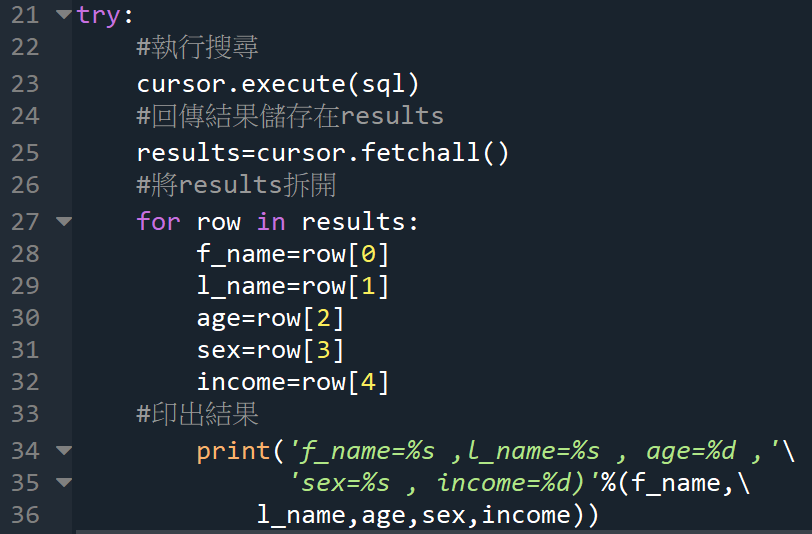 21 try:
22     #執行搜尋
23     cursor.execute(sql)
24     #回傳結果儲存在results
25     results=cursor.fetchall()
26     #將results拆開
27     for row in results:
28         f_name=row[0]
29         l_name=row[1]
30         age=row[2]
31         sex=row[3]
32         income=row[4]
33     #印出結果
34         print('f_name=%s ,l_name=%s , age=%d ,'\
35               'sex=%s , income=%d)'%(f_name,\
36             l_name,age,sex,income))